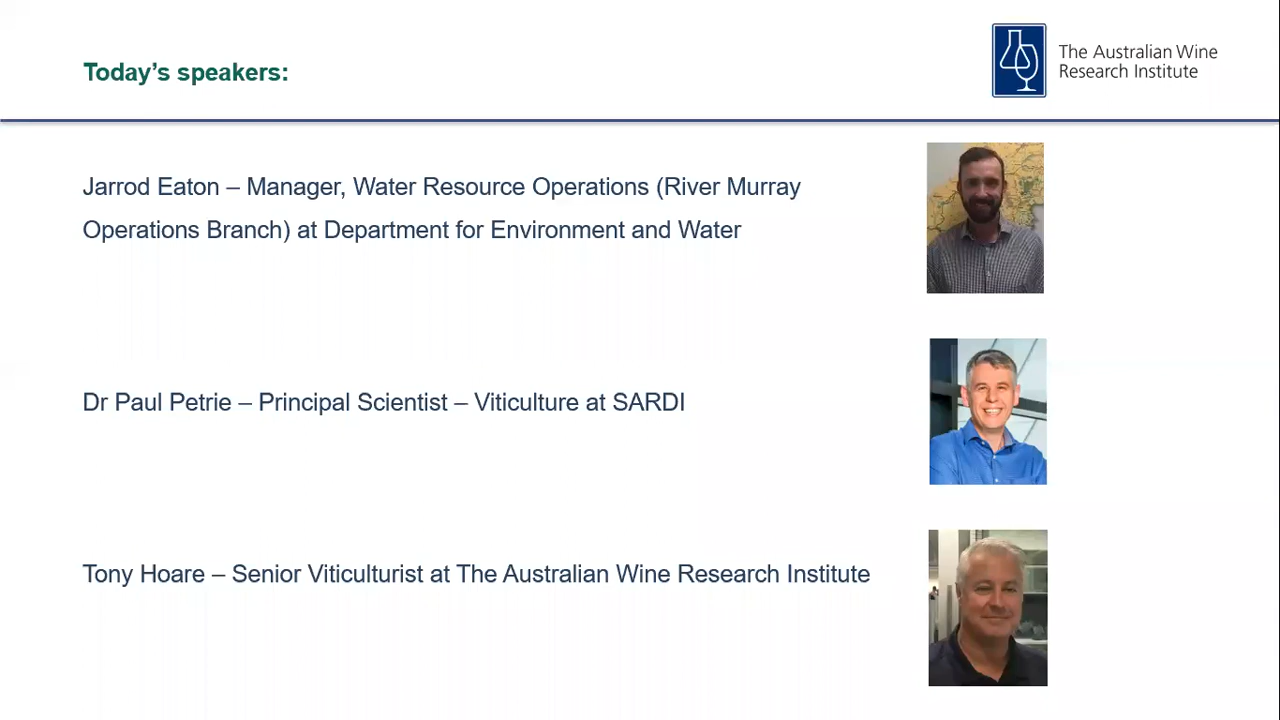 Today’s speakers:
The Australian Wine
Research Institute
Jarrod Eaton – Manager, Water Resource Operations (River Murray
Operations Branch) at Department for Environment and Water
Dr Paul Petrie – Principal Scientist – Viticulture at SARDI
Tony Hoare – Senior Viticulturist at The Australian Wine Research Institute